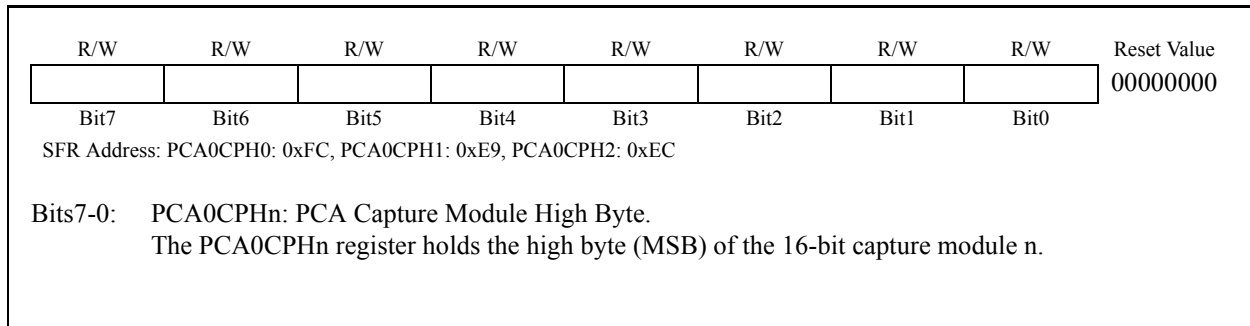 R/W R/W R/W R/W R/W R/W R/W R/W Reset Value
00000000
Bit7 Bit6 Bit5 Bit4 Bit3 Bit2 Bit1 Bit0
SFR Address: PCA0CPH0: 0xFC, PCA0CPH1: 0xE9, PCA0CPH2: 0xEC
Bits7-0: PCA0CPHn: PCA Capture Module High Byte.
The PCA0CPHn register holds the high byte (MSB) of the 16-bit capture module n.